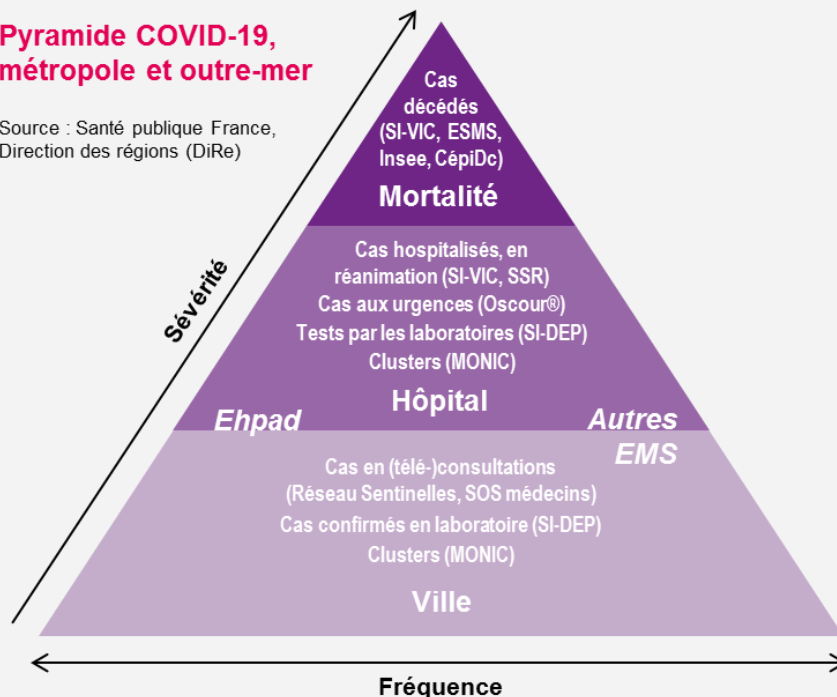 Pyramide COVID-19,
métropole et outre-mer
Source : Santé publique France,
Direction des régions (DiRe)
Sévérité
Cas
décédés
(SI-VIC, ESMS,
Insee, CépiDc)
Mortalité
Cas hospitalisés, en
réanimation (SI-VIC, SSR)
Cas aux urgences (Oscour®)
Tests par les laboratoires (SI-DEP)
Clusters (MONIC)
Hôpital
Ehpad
Autres
EMS
Cas en (télé-)consultations
(Réseau Sentinelles, SOS médecins)
Cas confirmés en laboratoire (SI-DEP)
Clusters (MONIC)
Ville
Fréquence